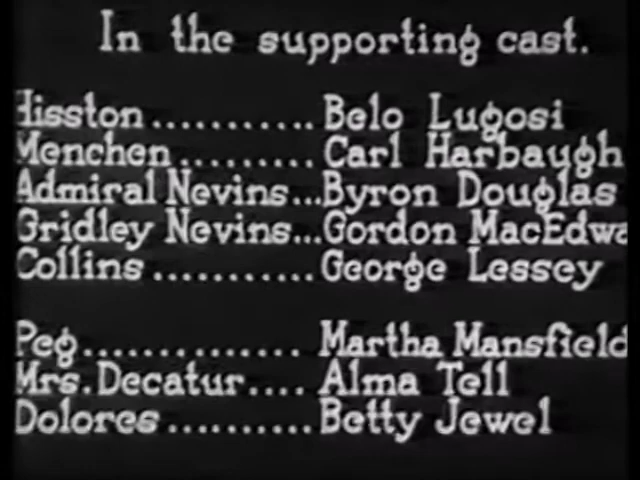 In the supporting cast.
Hisston........... Belo Lugosi
Menchen......... Carl Harbaugh
Admiral Nevins...Byron Douglas
Gridley Nevins...Gordon MacEdwa
Collins ........... George Lessey
Peg.............. Martha Mansfield
Mrs. Decatur.... Alma Tell
Dolores .......... Betty Jewel